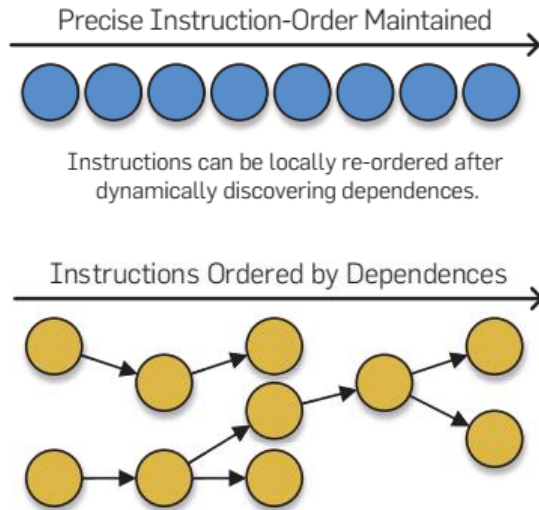 Precise Instruction-Order Maintained
Instructions can be locally re-ordered after
dynamically discovering dependences.
Instructions Ordered by Dependences